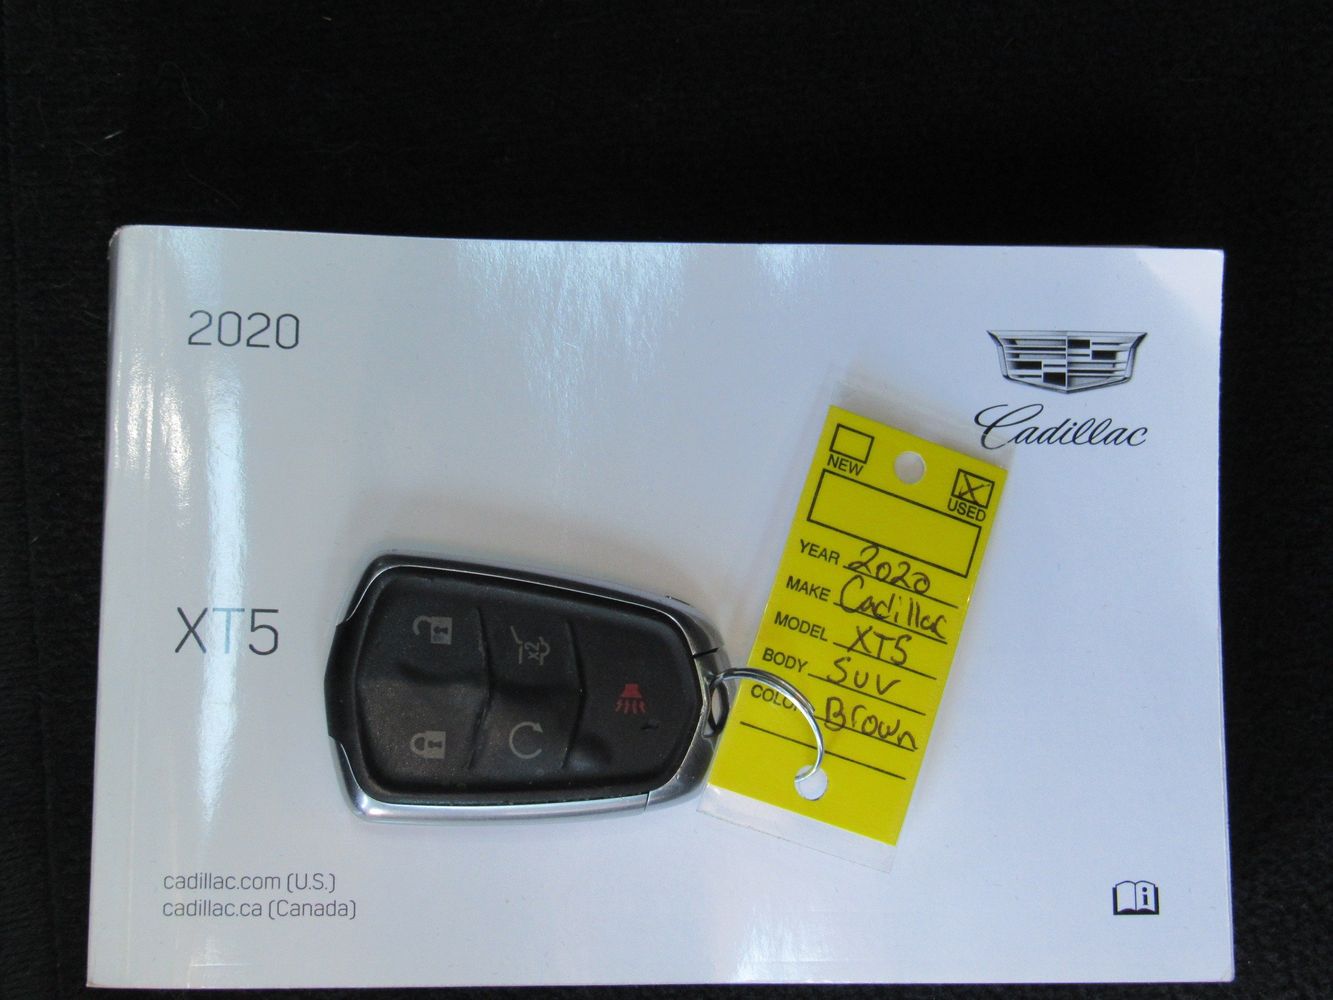 2020
Cadillac
XT5
NEW
X USED
YEAR 2020
MAKE Cadillac
MODEL XT5
BODY SUV
COLOR Brown
X2
cadillac.com (U.S.)
cadillac.ca (Canada)
i